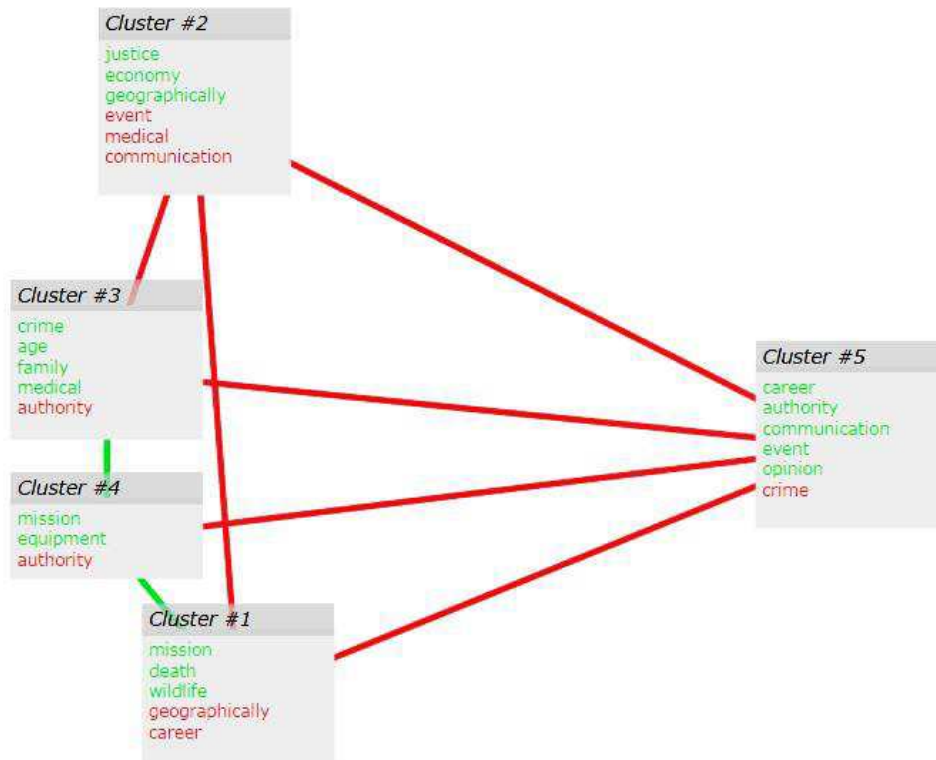 Cluster #2
justice
economy
geographically
event
medical
communication
Cluster #3
crime
age
family
medical
authority
Cluster #5
career
authority
communication
event
opinion
crime
Cluster #4
mission
equipment
authority
Cluster #1
mission
death
wildlife
geographically
career